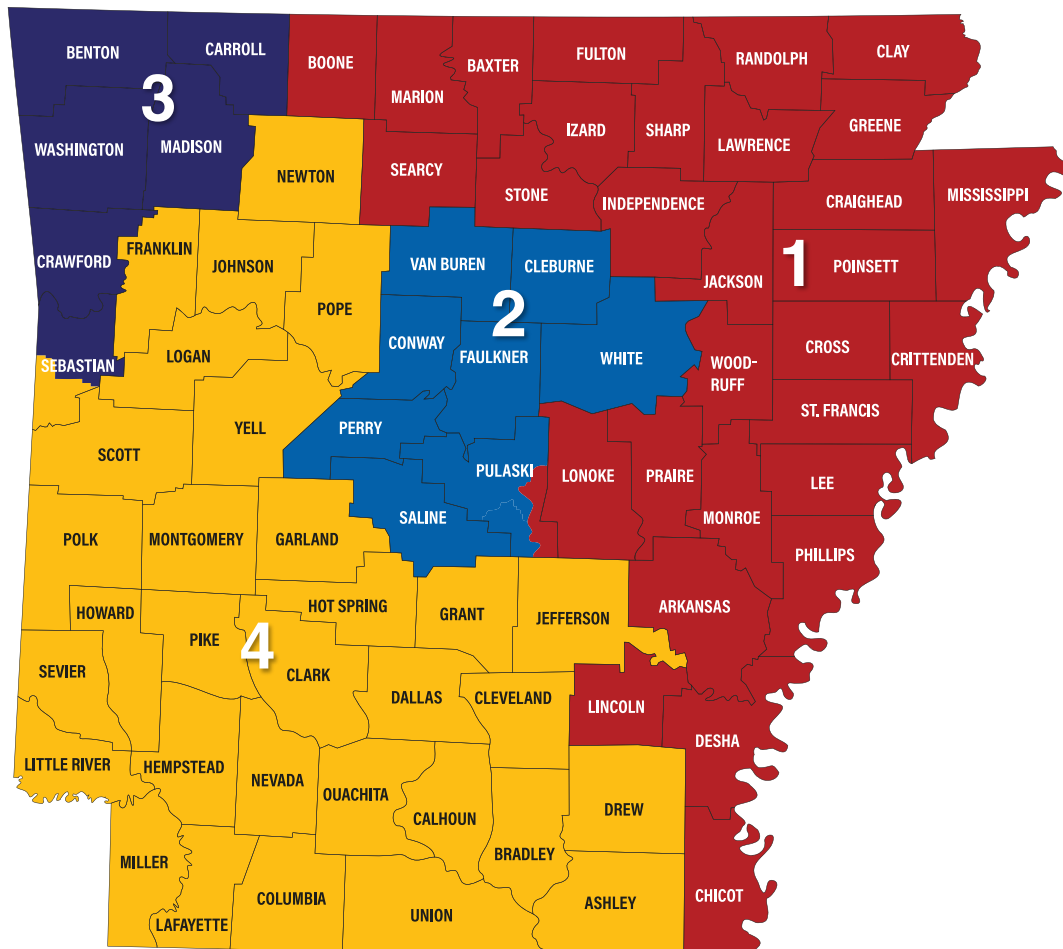 BENTON
CARROLL
BOONE
BAXTER
FULTON
RANDOLPH
CLAY
3
MARION
WASHINGTON
MADISON
IZARD
SHARP
LAWRENCE
GREENE
NEWTON
SEARCY
STONE
INDEPENDENCE
CRAIGHEAD
MISSISSIPPI
CRAWFORD
FRANKLIN
JOHNSON
VAN BUREN
CLEBURNE
1
POINSETT
JACKSON
POPE
2
SEBASTIAN
LOGAN
CONWAY
FAULKNER
WHITE
WOOD-
RUFF
CROSS
CRITTENDEN
SCOTT
YELL
PERRY
ST. FRANCIS
PULASKI
LONOKE
PRAIRE
LEE
POLK
MONTGOMERY
GARLAND
SALINE
MONROE
PHILLIPS
HOWARD
HOT SPRING
GRANT
JEFFERSON
ARKANSAS
SEVIER
PIKE
4
CLARK
DALLAS
CLEVELAND
LINCOLN
DESHA
LITTLE RIVER
HEMPSTEAD
NEVADA
OUACHITA
CALHOUN
DREW
MILLER
BRADLEY
LAFAYETTE
COLUMBIA
UNION
ASHLEY
CHICOT